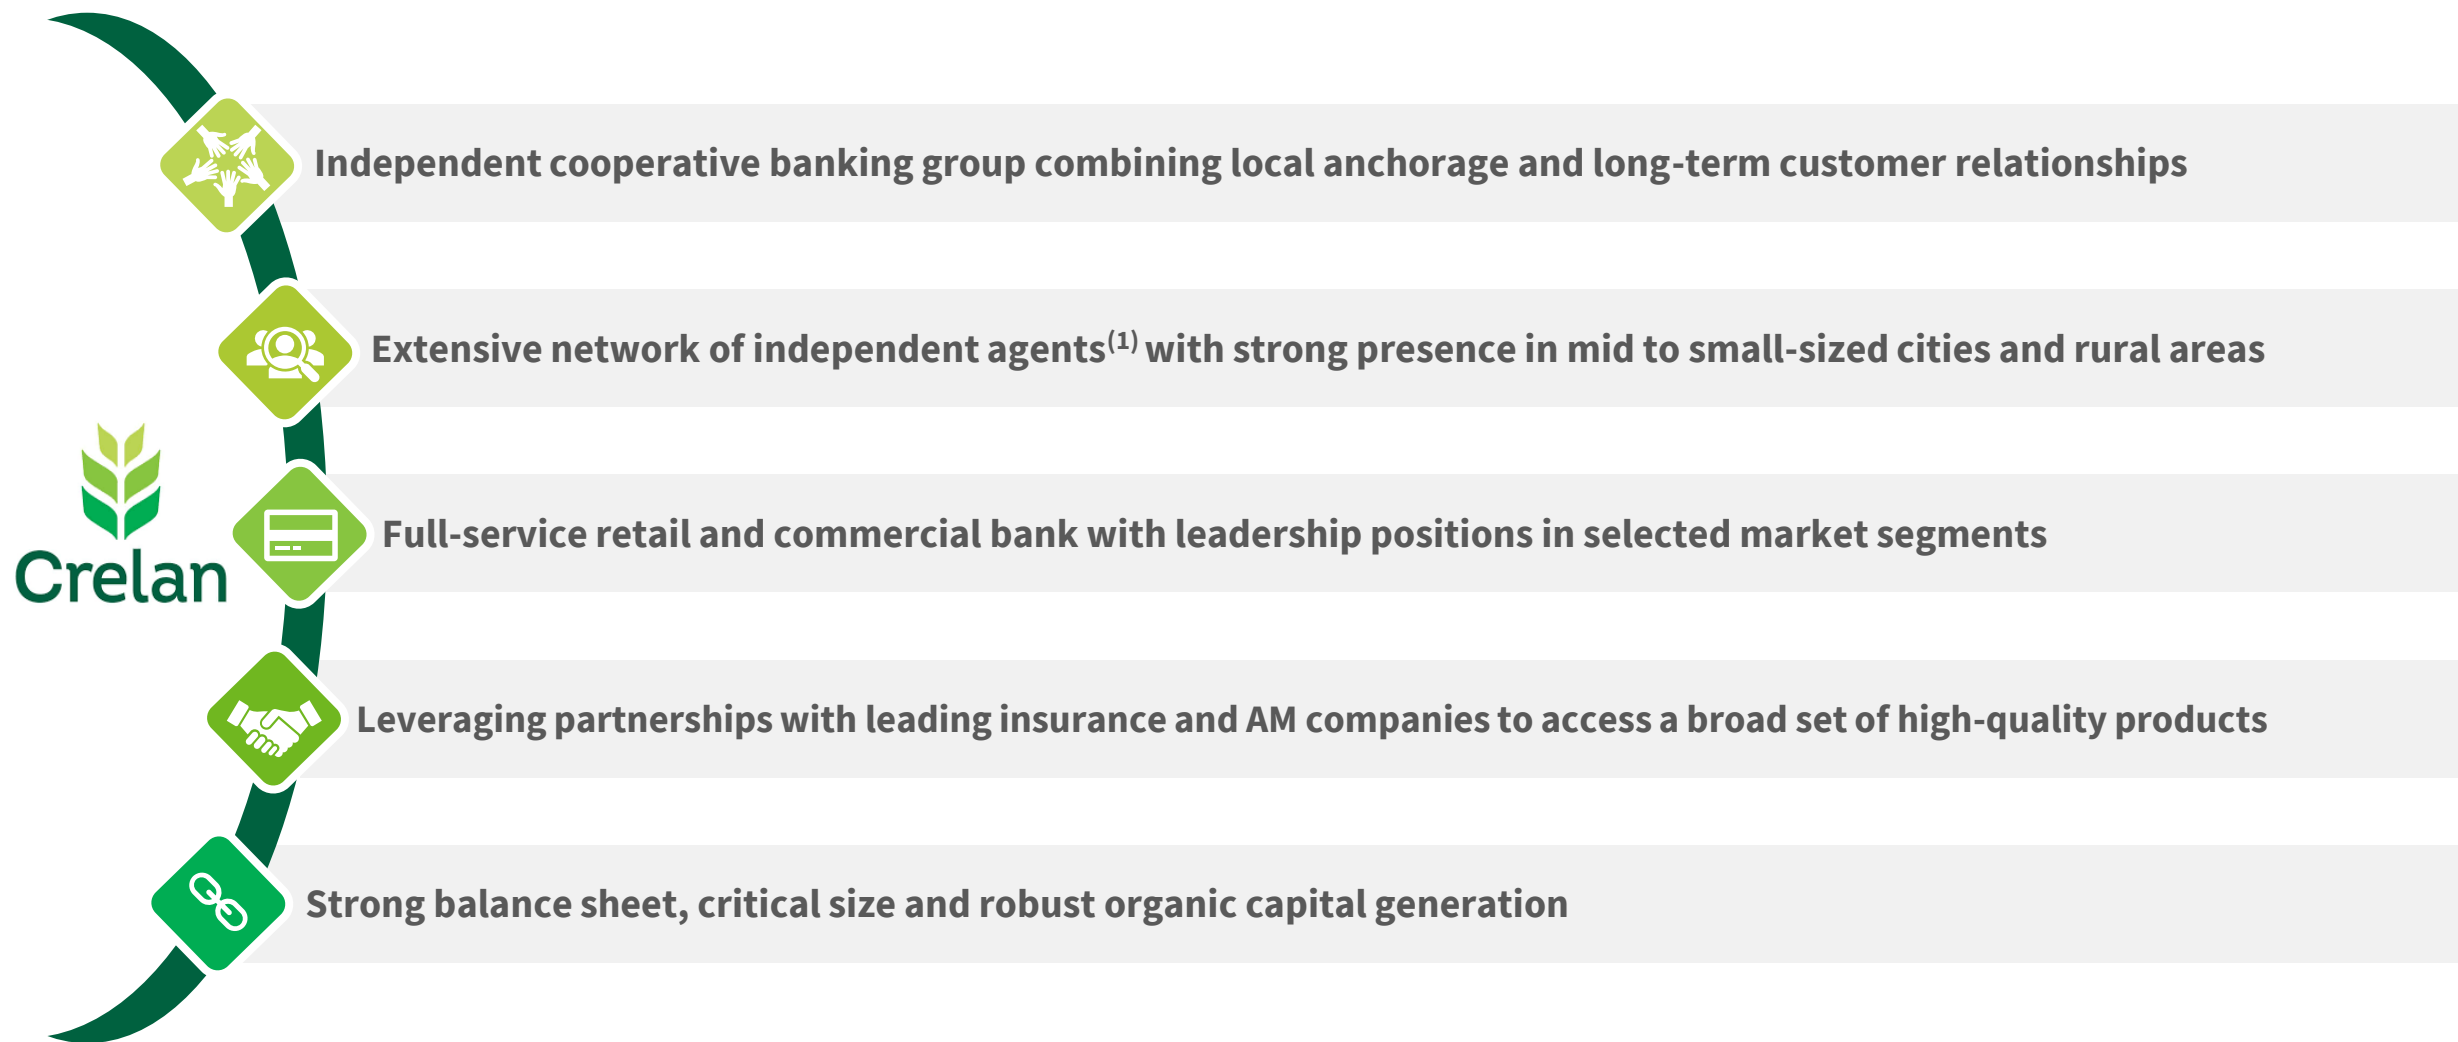 Independent cooperative banking group combining local anchorage and long-term customer relationships
Extensive network of independent agents(1) with strong presence in mid to small-sized cities and rural areas
Crelan
Full-service retail and commercial bank with leadership positions in selected market segments
Leveraging partnerships with leading insurance and AM companies to access a broad set of high-quality products
Strong balance sheet, critical size and robust organic capital generation